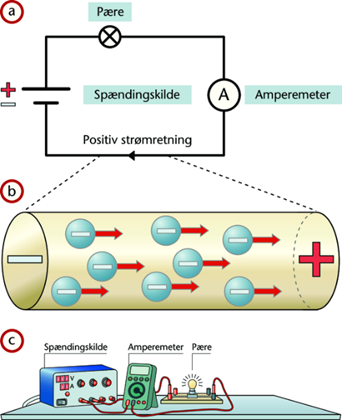 a
Pære
+
−
Spændingskilde
A
Amperemeter
Positiv strømretning
b
− − − − − − − − − +
c
Spændingskilde Amperemeter Pære
V
A